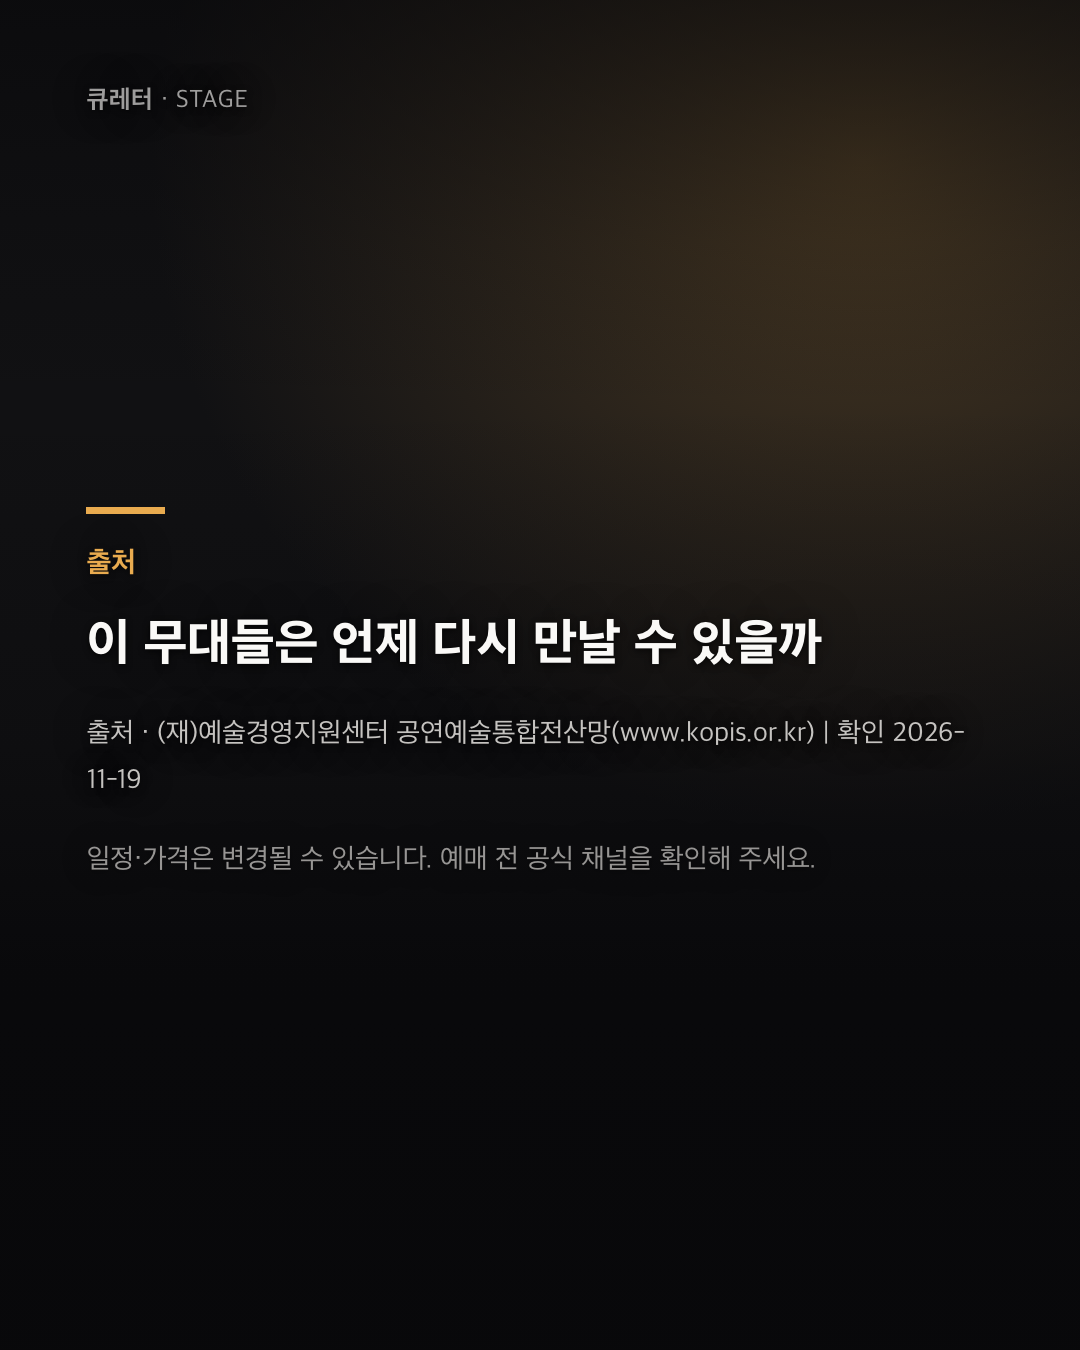 큐레터 · STAGE
출처
이 무대들은 언제 다시 만날 수 있을까
출처 · (재)예술경영지원센터 공연예술통합전산망(www.kopis.or.kr) | 확인 2026-
11-19
일정·가격은 변경될 수 있습니다. 예매 전 공식 채널을 확인해 주세요.